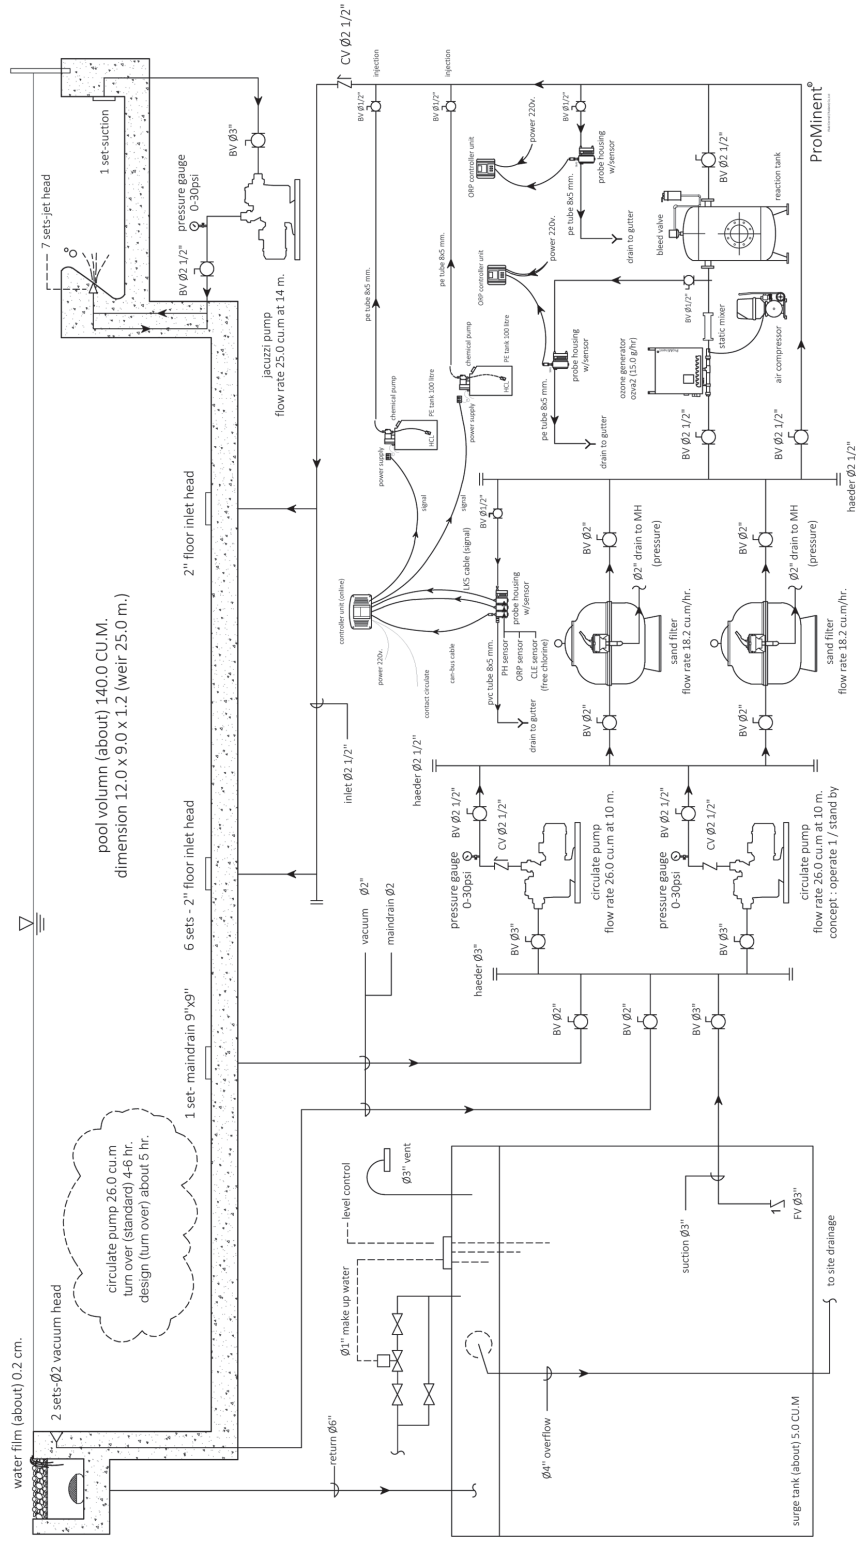 water film (about) 0.2 cm.
2 sets-Ø2 vacuum head
circulate pump 26.0 cu.m
turn over (standard) 4-6 hr.
design (turn over) about 5 hr.
1 set- maindrain 9"x9"
6 sets - 2" floor inlet head
pool volumn (about) 140.0 CU.M.
dimension 12.0 x 9.0 x 1.2 (weir 25.0 m.)
2" floor inlet head
7 sets-jet head
1 set-suction
BV Ø3"
pressure gauge
0-30psi
BV Ø2 1/2"
jacuzzi pump
flow rate 25.0 cu.m at 14 m.
CV Ø2 1/2"
return Ø6"
Ø1" make up water
level control
Ø3" vent
vacuum Ø2"
maindrain Ø2
inlet Ø2 1/2"
controller unit (online)
power 220v.
contact circulate
can-bus cable
LK5 cable (signal)
signal
signal
power supply
HCL
chemical pump
PE tank 100 litre
pe tube 8x5 mm.
BV Ø1/2"
injection
power supply
HCL
chemical pump
PE tank 100 litre
pe tube 8x5 mm.
BV Ø1/2"
injection
BV Ø1/2"
probe housing
w/sensor
pvc tube 8x5 mm.
PH sensor
ORP sensor
CLE sensor
(free chlorine)
drain to gutter
ORP controller unit
power 220v.
pe tube 8x5 mm.
probe housing
w/sensor
drain to gutter
ORP controller unit
power 220v.
BV Ø1/2"
probe housing
w/sensor
pe tube 8x5 mm.
drain to gutter
Ø4" overflow
surge tank (about) 5.0 CU.M
to site drainage
suction Ø3"
FV Ø3"
BV Ø2"
BV Ø2"
BV Ø3"
haeder Ø3"
BV Ø3"
pressure gauge
0-30psi
CV Ø2 1/2"
BV Ø2 1/2"
circulate pump
flow rate 26.0 cu.m at 10 m.
BV Ø3"
pressure gauge
0-30psi
CV Ø2 1/2"
BV Ø2 1/2"
circulate pump
flow rate 26.0 cu.m at 10 m.
concept : operate 1 / stand by
haeder Ø2 1/2"
BV Ø2"
sand filter
flow rate 18.2 cu.m/hr.
Ø2" drain to MH
(pressure)
BV Ø2"
BV Ø2"
sand filter
flow rate 18.2 cu.m/hr.
Ø2" drain to MH
(pressure)
BV Ø2"
haeder Ø2 1/2"
BV Ø2 1/2"
BV Ø2 1/2"
ozone generator
ozva2 (15.0 g/hr)
static mixer
air compressor
BV Ø1/2"
bleed valve
reaction tank
BV Ø2 1/2"
ProMinent®